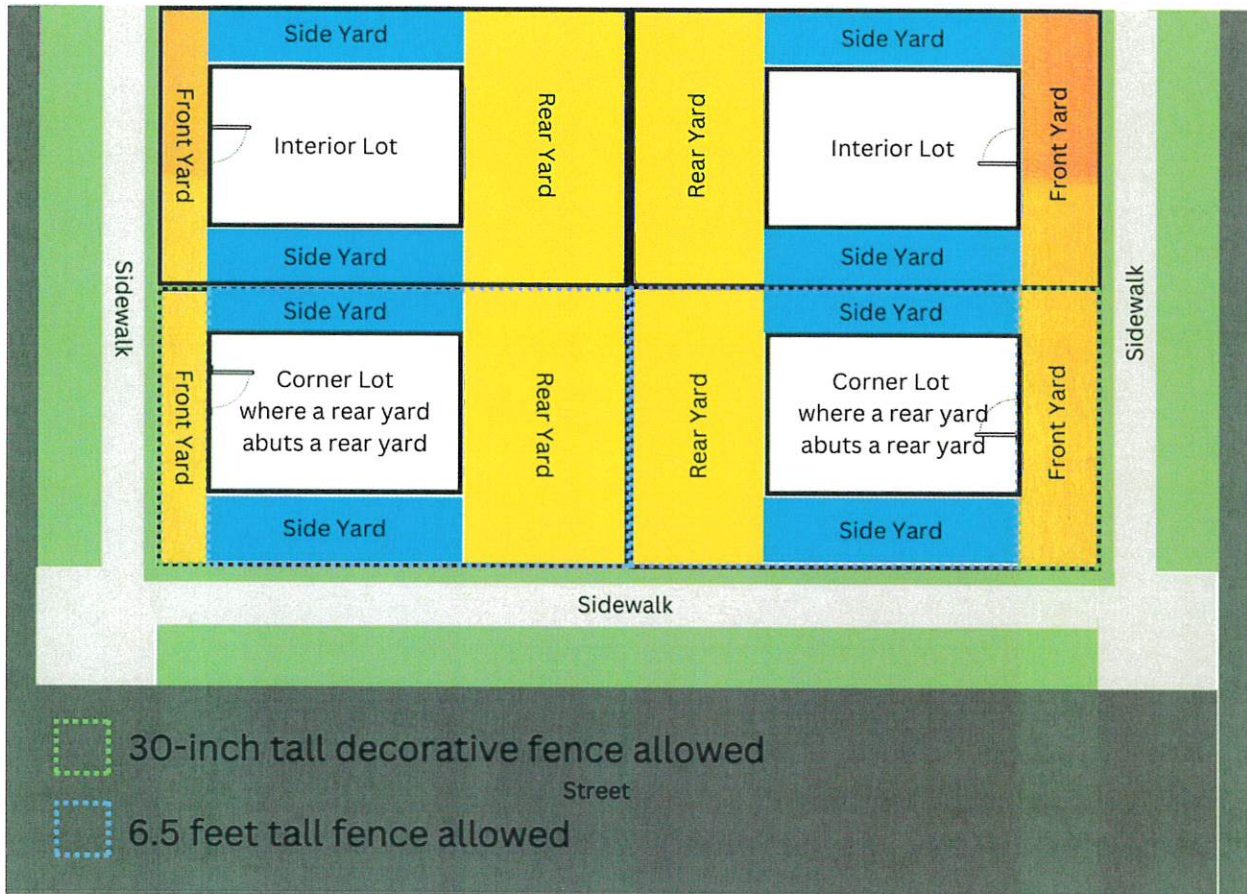 Side Yard
Side Yard
Front Yard
Interior Lot
Rear Yard
Rear Yard
Interior Lot
Front Yard
Side Yard
Side Yard
Sidewalk
Sidewalk
Side Yard
Side Yard
Front Yard
Corner Lot
where a rear yard
abuts a rear yard
Rear Yard
Rear Yard
Corner Lot
where a rear yard
abuts a rear yard
Front Yard
Side Yard
Side Yard
Sidewalk
30-inch tall decorative fence allowed
Street
6.5 feet tall fence allowed